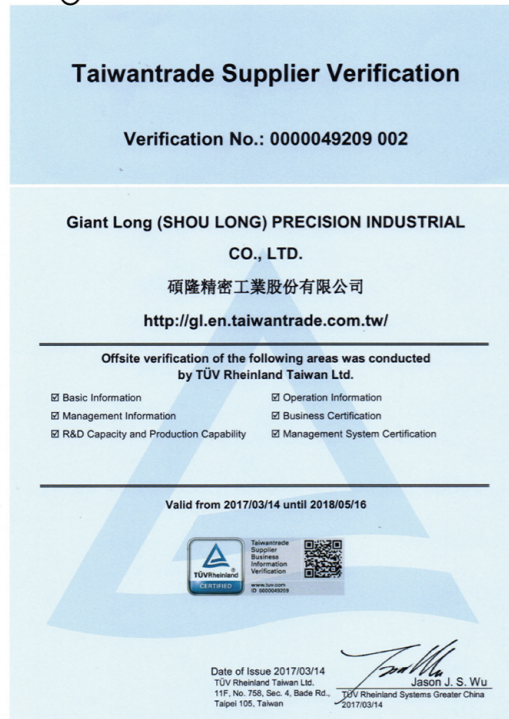 Taiwantrade Supplier Verification
Verification No.: 0000049209 002
Giant Long (SHOU LONG) PRECISION INDUSTRIAL
CO., LTD.
碩隆精密工業股份有限公司
http://gl.en.taiwantrade.com.tw/
Offsite verification of the following areas was conducted
by TÜV Rheinland Taiwan Ltd.
☑ Basic Information
☑ Operation Information
☑ Management Information
☑ Business Certification
☑ R&D Capacity and Production Capability
☑ Management System Certification
Valid from 2017/03/14 until 2018/05/16
TÜVRheinland®
CERTIFIED
Taiwantrade
Supplier
Business
Information
Verification
www.tuv.com
ID 0000049209
Date of Issue 2017/03/14
TÜV Rheinland Taiwan Ltd.
11F, No. 758, Sec. 4, Bade Rd.,
Taipei 105, Taiwan
Jason J. S. Wu
TÜV Rheinland Systems Greater China
2017/03/14